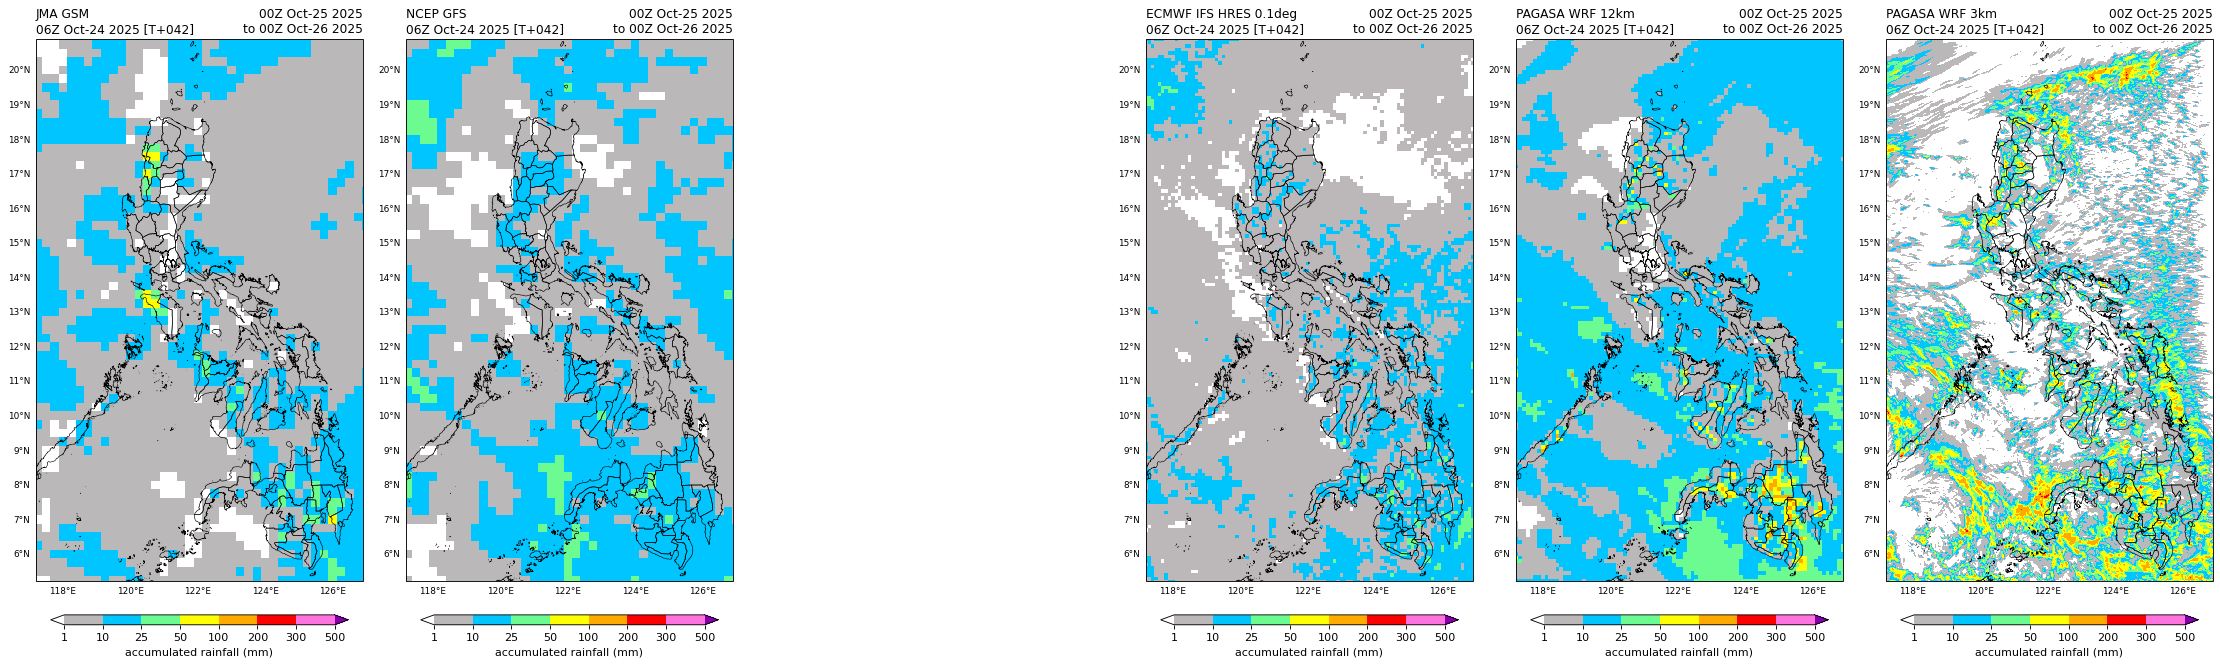 JMA GSM 00Z Oct-25 2025
06Z Oct-24 2025 [T+042] to 00Z Oct-26 2025
20°N
19°N
18°N
17°N
16°N
15°N
14°N
13°N
12°N
11°N
10°N
9°N
8°N
7°N
6°N
118°E 120°E 122°E 124°E 126°E
1 10 25 50 100 200 300 500
accumulated rainfall (mm)
NCEP GFS 00Z Oct-25 2025
06Z Oct-24 2025 [T+042] to 00Z Oct-26 2025
20°N
19°N
18°N
17°N
16°N
15°N
14°N
13°N
12°N
11°N
10°N
9°N
8°N
7°N
6°N
118°E 120°E 122°E 124°E 126°E
1 10 25 50 100 200 300 500
accumulated rainfall (mm)
ECMWF IFS HRES 0.1deg 00Z Oct-25 2025
06Z Oct-24 2025 [T+042] to 00Z Oct-26 2025
20°N
19°N
18°N
17°N
16°N
15°N
14°N
13°N
12°N
11°N
10°N
9°N
8°N
7°N
6°N
118°E 120°E 122°E 124°E 126°E
1 10 25 50 100 200 300 500
accumulated rainfall (mm)
PAGASA WRF 12km 00Z Oct-25 2025
06Z Oct-24 2025 [T+042] to 00Z Oct-26 2025
20°N
19°N
18°N
17°N
16°N
15°N
14°N
13°N
12°N
11°N
10°N
9°N
8°N
7°N
6°N
118°E 120°E 122°E 124°E 126°E
1 10 25 50 100 200 300 500
accumulated rainfall (mm)
PAGASA WRF 3km 00Z Oct-25 2025
06Z Oct-24 2025 [T+042] to 00Z Oct-26 2025
20°N
19°N
18°N
17°N
16°N
15°N
14°N
13°N
12°N
11°N
10°N
9°N
8°N
7°N
6°N
118°E 120°E 122°E 124°E 126°E
1 10 25 50 100 200 300 500
accumulated rainfall (mm)